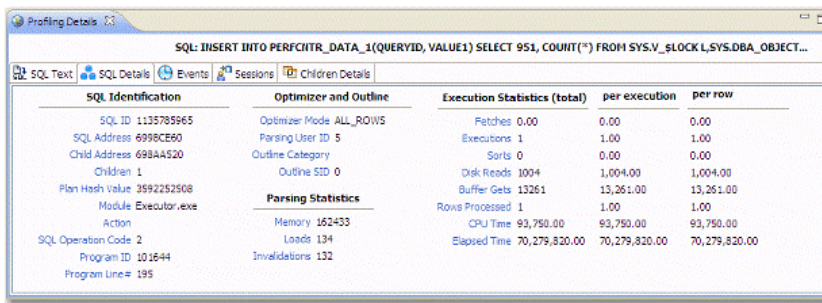 Profiling Details
SQL: INSERT INTO PERFCNTR_DATA_1(QUERYID, VALUE1) SELECT 951, COUNT(*) FROM SYS.V_$LOCK L,SYS.DBA_OBJECT...
SQL Text SQL Details Events Sessions Children Details
SQL Identification
SQL ID 1135785965
SQL Address 6998CE60
Child Address 698AA520
Children 1
Plan Hash Value 3592252508
Module Executor.exe
Action
SQL Operation Code 2
Program ID 101644
Program Line# 195
Optimizer and Outline
Optimizer Mode ALL_ROWS
Parsing User ID 5
Outline Category
Outline SID 0
Parsing Statistics
Memory 162433
Loads 134
Invalidations 132
Execution Statistics (total) per execution per row
Fetches 0.00 0.00 0.00
Executions 1 1.00 1.00
Sorts 0 0.00 0.00
Disk Reads 1004 1,004.00 1,004.00
Buffer Gets 13261 13,261.00 13,261.00
Rows Processed 1 1.00 1.00
CPU Time 93,750.00 93,750.00 93,750.00
Elapsed Time 70,279,820.00 70,279,820.00 70,279,820.00